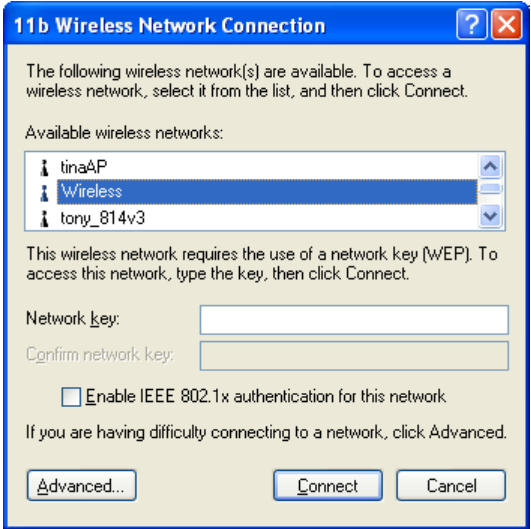 11b Wireless Network Connection
The following wireless network(s) are available. To access a
wireless network, select it from the list, and then click Connect.
Available wireless networks:
tinaAP
Wireless
tony_814v3
This wireless network requires the use of a network key (WEP). To
access this network, type the key, then click Connect.
Network key:
Confirm network key:
Enable IEEE 802.1x authentication for this network
If you are having difficulty connecting to a network, click Advanced.
Advanced... Connect Cancel